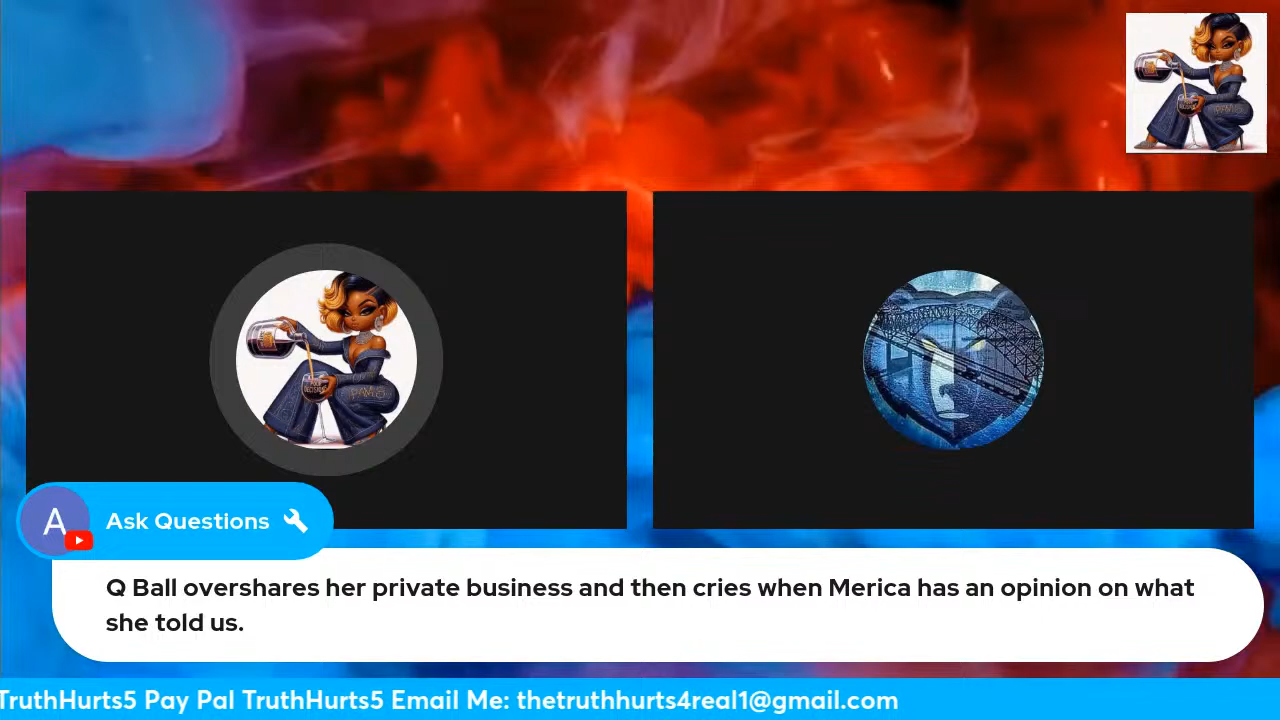 A Ask Questions
Q Ball overshares her private business and then cries when Merica has an opinion on what
she told us.
TruthHurts5 Pay Pal TruthHurts5 Email Me: thetruthhurts4real1@gmail.com